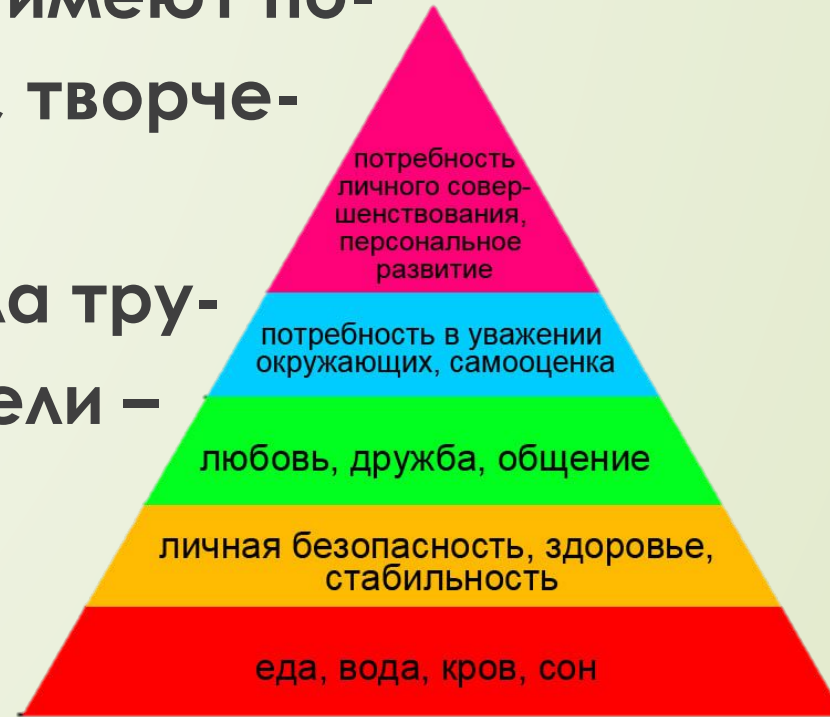 имеют по-
творче-
ла тру-
ели –
потребность
личного совер-
шенствования,
персональное
развитие
потребность в уважении
окружающих, самооценка
любовь, дружба, общение
личная безопасность, здоровье,
стабильность
еда, вода, кров, сон